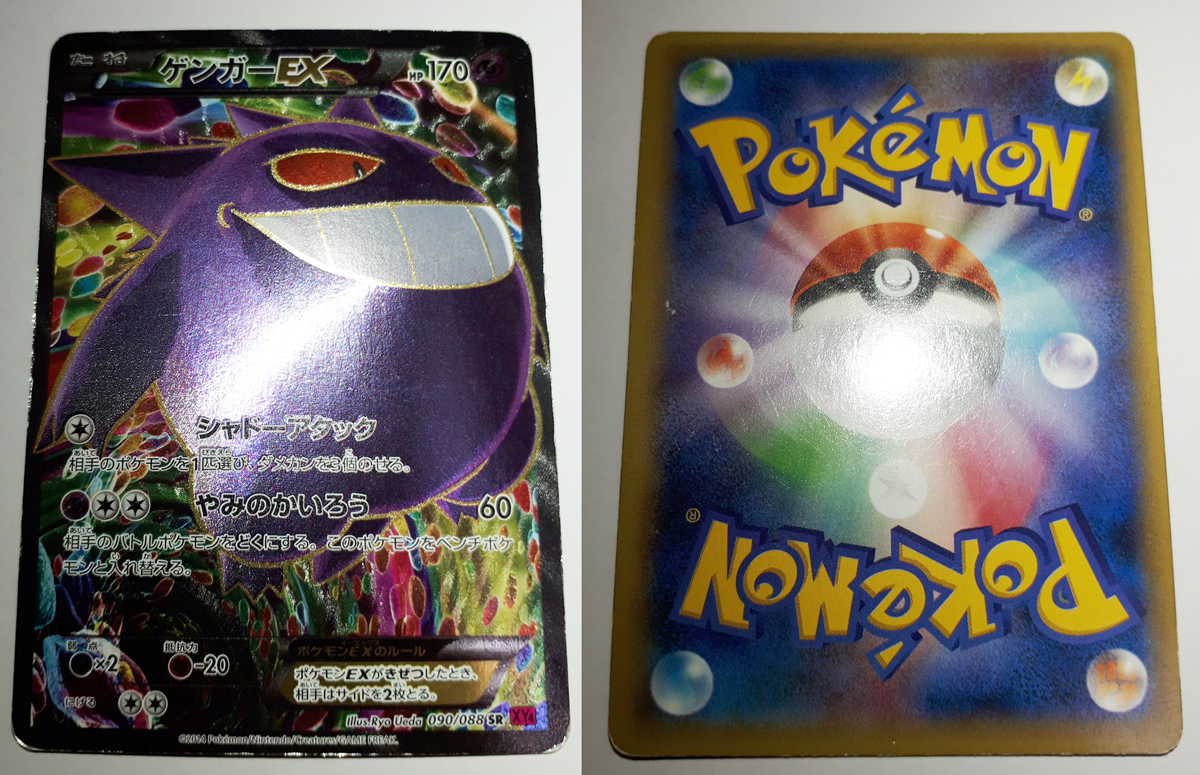 たね ゲンガーEX HP170
シャドーアタック
相手のポケモンを1匹選び、ダメカンを3個のせる。
やみのかいろう 60
相手のバトルポケモンをどくにする。このポケモンをベンチポケ
モンと入れ替える。
弱点 抵抗力
×2 -20
にげる
ポケモンEXのルール
ポケモンEXがきぜつしたとき、
相手はサイドを2枚とる。
Illus.Ryo Ueda 090/088 SR XY4
©2014 Pokémon/Nintendo/Creatures/GAME FREAK.
POKéMON ®
POKéMON ®